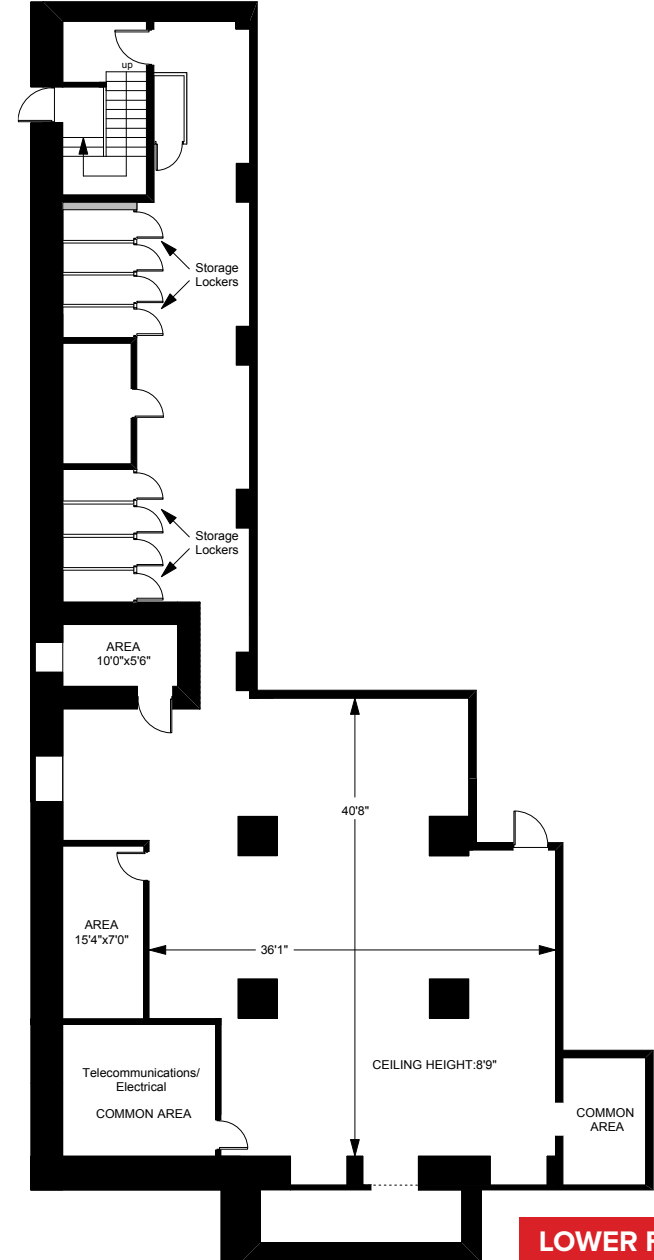 up
Storage
Lockers
Storage
Lockers
AREA
10'0"x5'6"
40'8"
AREA
15'4"x7'0"
36'1"
CEILING HEIGHT:8'9"
Telecommunications/
Electrical
COMMON AREA
COMMON
AREA
LOWER F